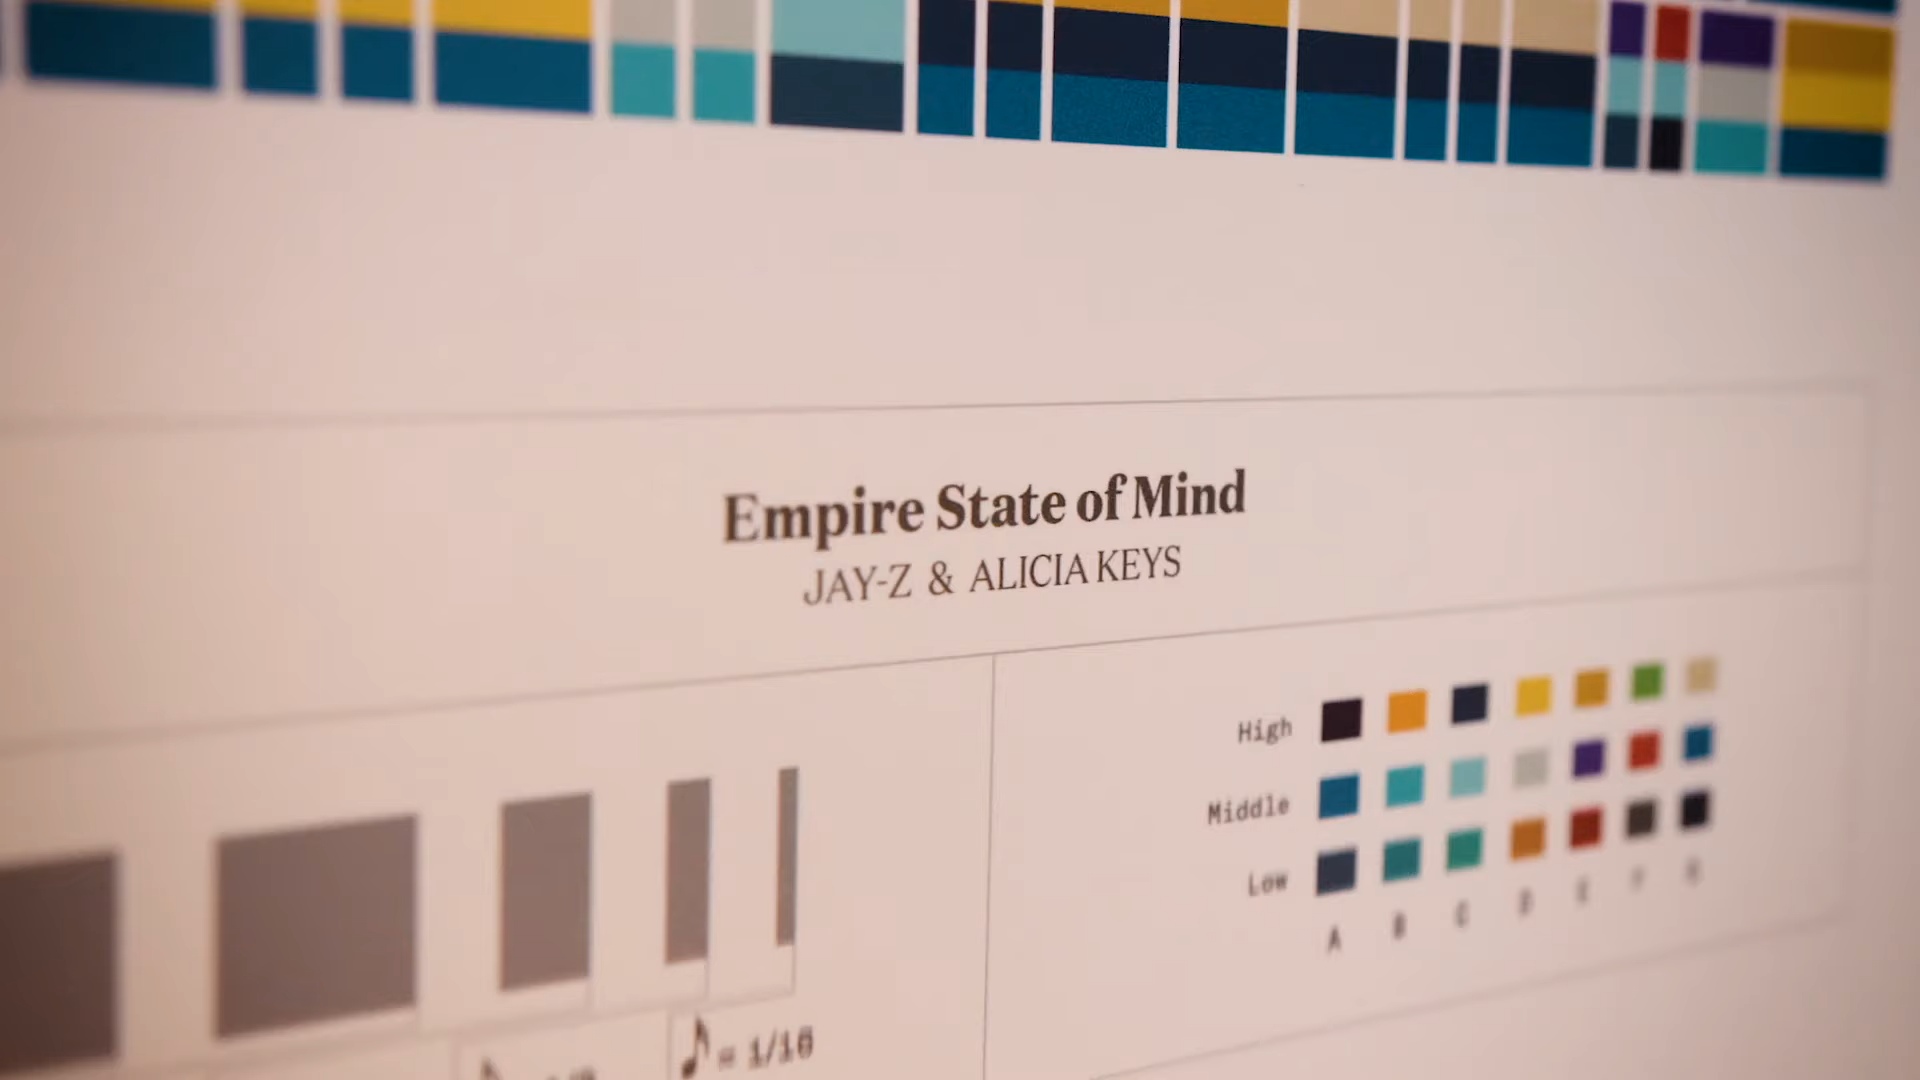 Empire State of Mind
JAY-Z & ALICIA KEYS
High
Middle
Low
A B C D E F G
= 1/16